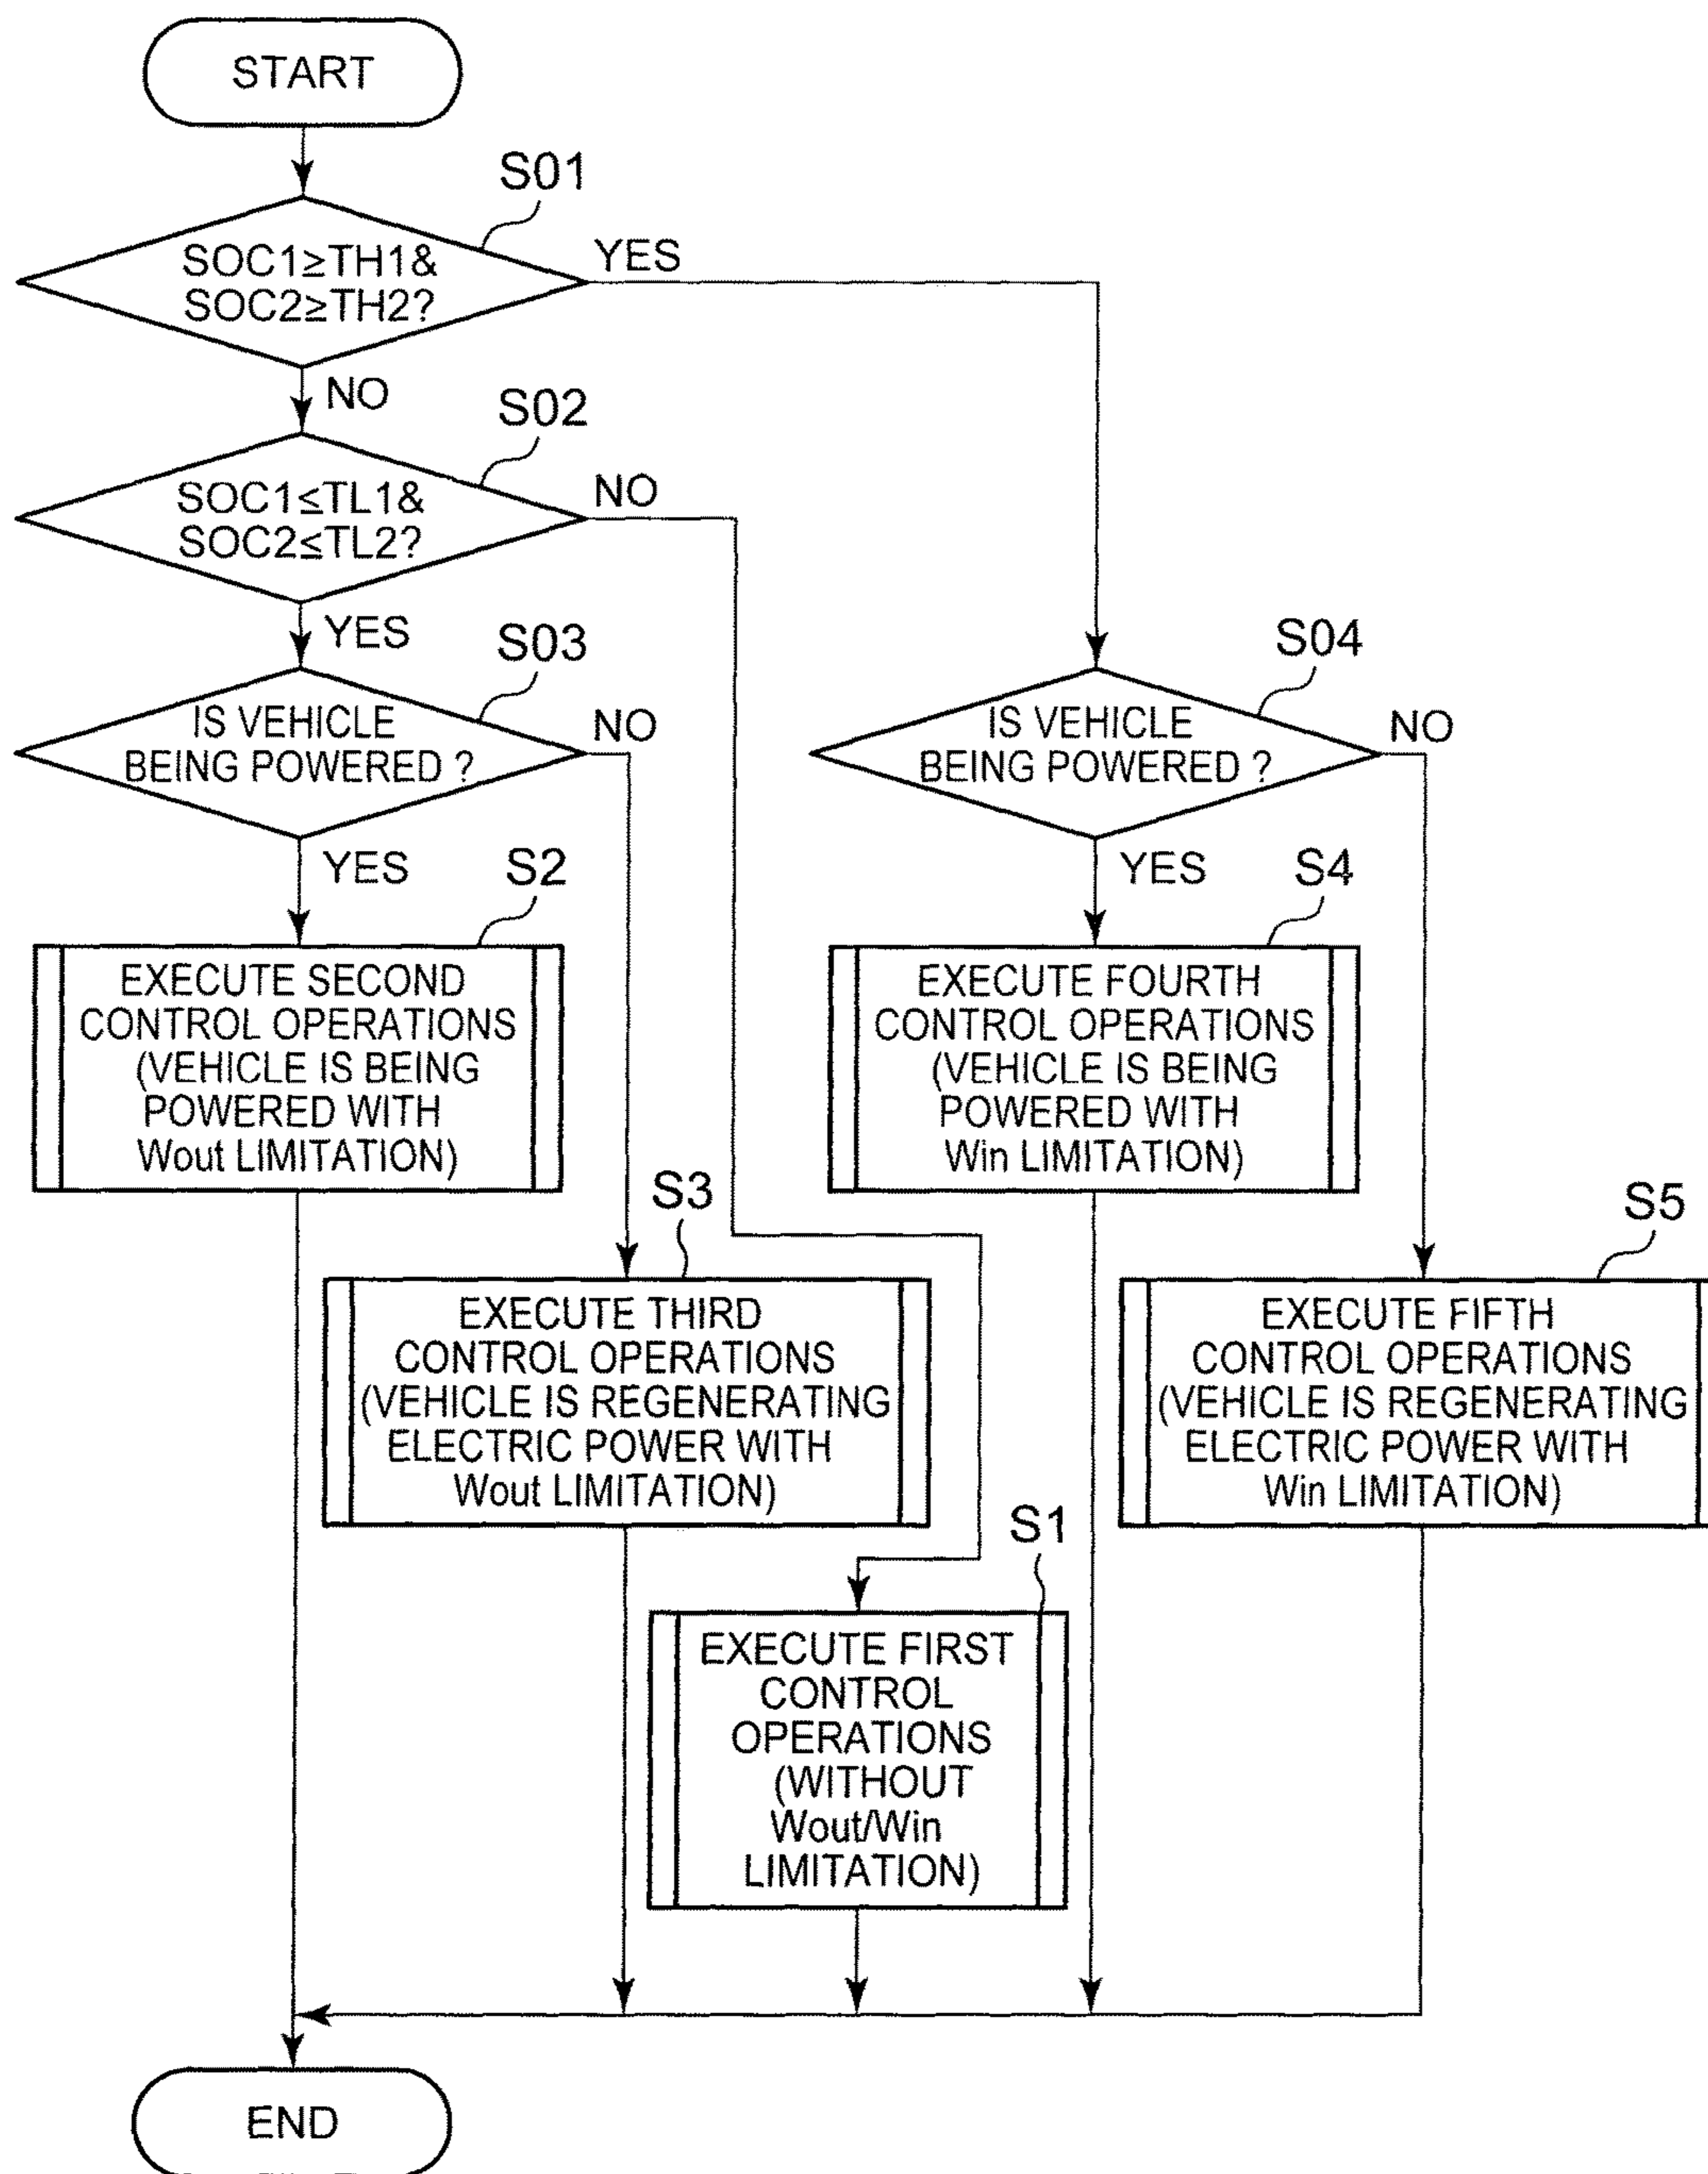 START
S01
SOC1≥TH1&
SOC2≥TH2?
YES
NO
S02
SOC1≤TL1&
SOC2≤TL2?
NO
YES
S03
IS VEHICLE
BEING POWERED ?
NO
YES
S04
IS VEHICLE
BEING POWERED ?
NO
YES
S2
EXECUTE SECOND
CONTROL OPERATIONS
(VEHICLE IS BEING
POWERED WITH
Wout LIMITATION)
S4
EXECUTE FOURTH
CONTROL OPERATIONS
(VEHICLE IS BEING
POWERED WITH
Win LIMITATION)
S3
EXECUTE THIRD
CONTROL OPERATIONS
(VEHICLE IS REGENERATING
ELECTRIC POWER WITH
Wout LIMITATION)
S5
EXECUTE FIFTH
CONTROL OPERATIONS
(VEHICLE IS REGENERATING
ELECTRIC POWER WITH
Win LIMITATION)
S1
EXECUTE FIRST
CONTROL
OPERATIONS
(WITHOUT
Wout/Win
LIMITATION)
END